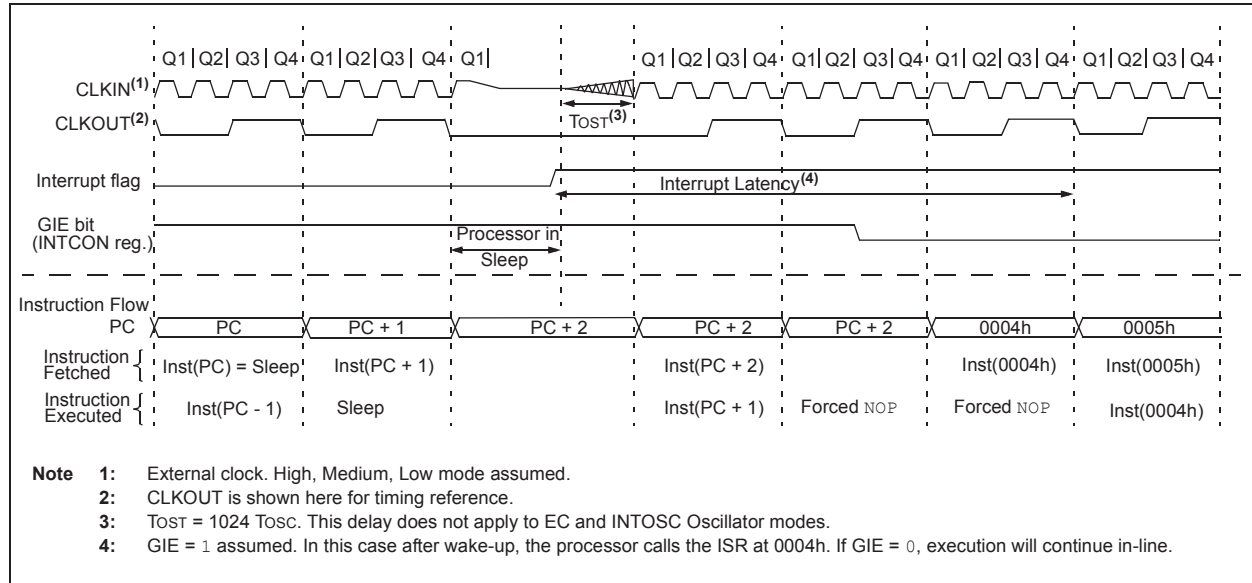 Q1 Q2 Q3 Q4 Q1 Q2 Q3 Q4 Q1 Q1 Q2 Q3 Q4 Q1 Q2 Q3 Q4 Q1 Q2 Q3 Q4 Q1 Q2 Q3 Q4
CLKIN(1)
TOST(3)
CLKOUT(2)
Interrupt flag
Interrupt Latency(4)
GIE bit
(INTCON reg.)
Processor in
Sleep
Instruction Flow
PC PC PC + 1 PC + 2 PC + 2 PC + 2 0004h 0005h
Instruction
Fetched
Inst(PC) = Sleep Inst(PC + 1) Inst(PC + 2) Inst(0004h) Inst(0005h)
Instruction
Executed
Inst(PC - 1) Sleep Inst(PC + 1) Forced NOP Forced NOP Inst(0004h)
Note 1: External clock. High, Medium, Low mode assumed.
2: CLKOUT is shown here for timing reference.
3: TOST = 1024 TOSC. This delay does not apply to EC and INTOSC Oscillator modes.
4: GIE = 1 assumed. In this case after wake-up, the processor calls the ISR at 0004h. If GIE = 0, execution will continue in-line.